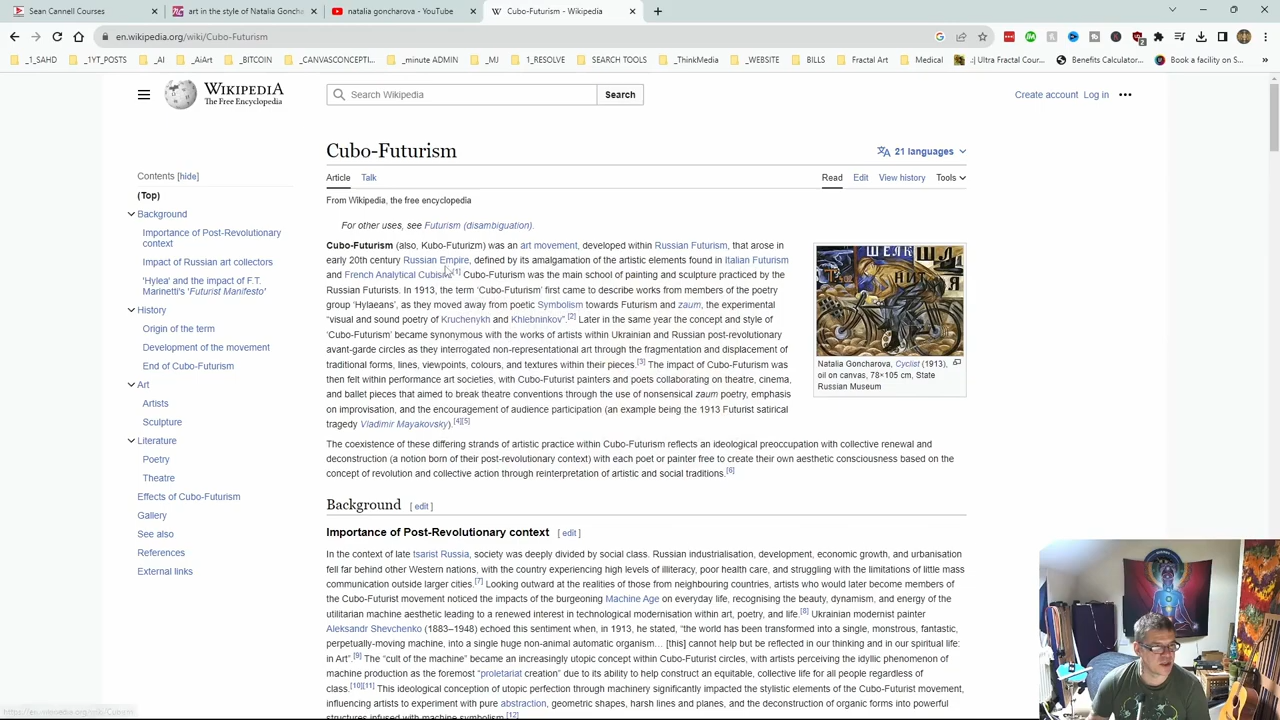 Sean Cannell Courses
art in the style of Natalia Goncha
natalia goncharova - YouTube
Cubo-Futurism - Wikipedia
en.wikipedia.org/wiki/Cubo-Futurism
_1_SAHD
_1YT_POSTS
_AI
_AiArt
_BITCOIN
_CANVASCONCEPTI...
_minute ADMIN
_MJ
1_RESOLVE
SEARCH TOOLS
_ThinkMedia
_WEBSITE
BILLS
Fractal Art
Medical
.:| Ultra Fractal Cour...
Benefits Calculator...
Book a facility on S...
WIKIPEDIA
The Free Encyclopedia
Search Wikipedia
Search
Create account Log in
Cubo-Futurism
21 languages
Article Talk
Read Edit View history Tools
From Wikipedia, the free encyclopedia
Contents [hide]
(Top)
Background
Importance of Post-Revolutionary
context
Impact of Russian art collectors
'Hylea' and the impact of F.T.
Marinetti's 'Futurist Manifesto'
History
Origin of the term
Development of the movement
End of Cubo-Futurism
Art
Artists
Sculpture
Literature
Poetry
Theatre
Effects of Cubo-Futurism
Gallery
See also
References
External links
For other uses, see Futurism (disambiguation).
Cubo-Futurism (also, Kubo-Futurizm) was an art movement, developed within Russian Futurism, that arose in
early 20th century Russian Empire, defined by its amalgamation of the artistic elements found in Italian Futurism
and French Analytical Cubism.[1] Cubo-Futurism was the main school of painting and sculpture practiced by the
Russian Futurists. In 1913, the term 'Cubo-Futurism' first came to describe works from members of the poetry
group 'Hylaeans', as they moved away from poetic Symbolism towards Futurism and zaum, the experimental
"visual and sound poetry of Kruchenykh and Khlebninkov".[2] Later in the same year the concept and style of
'Cubo-Futurism' became synonymous with the works of artists within Ukrainian and Russian post-revolutionary
avant-garde circles as they interrogated non-representational art through the fragmentation and displacement of
traditional forms, lines, viewpoints, colours, and textures within their pieces.[3] The impact of Cubo-Futurism was
then felt within performance art societies, with Cubo-Futurist painters and poets collaborating on theatre, cinema,
and ballet pieces that aimed to break theatre conventions through the use of nonsensical zaum poetry, emphasis
on improvisation, and the encouragement of audience participation (an example being the 1913 Futurist satirical
tragedy Vladimir Mayakovsky).[4][5]
ШЕЛК
НИТ
Я
Natalia Goncharova, Cyclist (1913),
oil on canvas, 78×105 cm, State
Russian Museum
The coexistence of these differing strands of artistic practice within Cubo-Futurism reflects an ideological preoccupation with collective renewal and
deconstruction (a notion born of their post-revolutionary context) with each poet or painter free to create their own aesthetic consciousness based on the
concept of revolution and collective action through reinterpretation of artistic and social traditions.[6]
Background [ edit ]
Importance of Post-Revolutionary context [ edit ]
In the context of late tsarist Russia, society was deeply divided by social class. Russian industrialisation, development, economic growth, and urbanisation
fell far behind other Western nations, with the country experiencing high levels of illiteracy, poor health care, and struggling with the limitations of little mass
communication outside larger cities.[7] Looking outward at the realities of those from neighbouring countries, artists who would later become members of
the Cubo-Futurist movement noticed the impacts of the burgeoning Machine Age on everyday life, recognising the beauty, dynamism, and energy of the
utilitarian machine aesthetic leading to a renewed interest in technological modernisation within art, poetry, and life.[8] Ukrainian modernist painter
Aleksandr Shevchenko (1883–1948) echoed this sentiment when, in 1913, he stated, "the world has been transformed into a single, monstrous, fantastic,
perpetually-moving machine, into a single huge non-animal automatic organism... [this] cannot help but be reflected in our thinking and in our spiritual life:
in Art".[9] The "cult of the machine" became an increasingly utopic concept within Cubo-Futurist circles, with artists perceiving the idyllic phenomenon of
machine production as the foremost "proletariat creation" due to its ability to help construct an equitable, collective life for all people regardless of
class.[10][11] This ideological conception of utopic perfection through machinery significantly impacted the stylistic elements of the Cubo-Futurist movement,
influencing artists to experiment with pure abstraction, geometric shapes, harsh lines and planes, and the deconstruction of organic forms into powerful
structures infused with machine symbolism.[12]